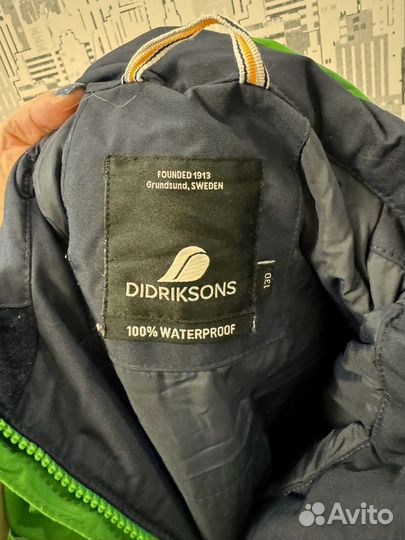 FOUNDED 1913
Grundsund, SWEDEN
DIDRIKSONS
130
100% WATERPROOF
Avito